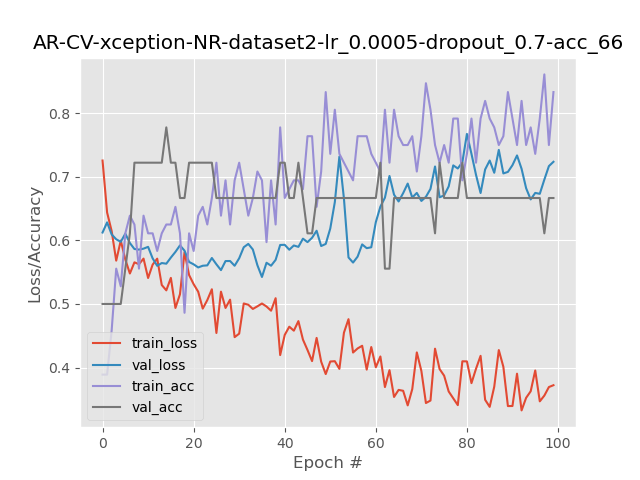 AR-CV-xception-NR-dataset2-lr_0.0005-dropout_0.7-acc_66
Loss/Accuracy
0.8
0.7
0.6
0.5
0.4
train_loss
val_loss
train_acc
val_acc
0 20 40 60 80 100
Epoch #